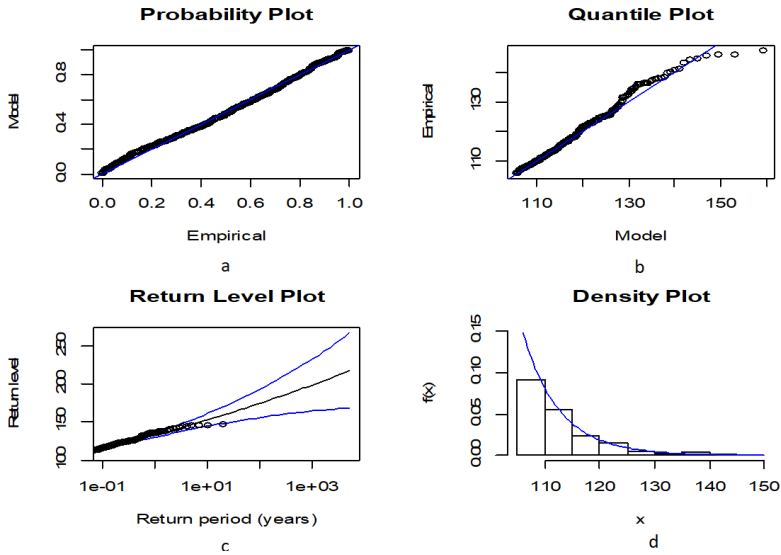 Probability Plot
Model
0.0 0.4 0.8
0.0 0.2 0.4 0.6 0.8 1.0
Empirical
a
Quantile Plot
Empirical
110 130
110 130 150
Model
b
Return Level Plot
Return level
100 150 200 250
1e-01 1e+01 1e+03
Return period (years)
c
Density Plot
f(x)
0.00 0.05 0.10 0.15
110 120 130 140 150
x
d